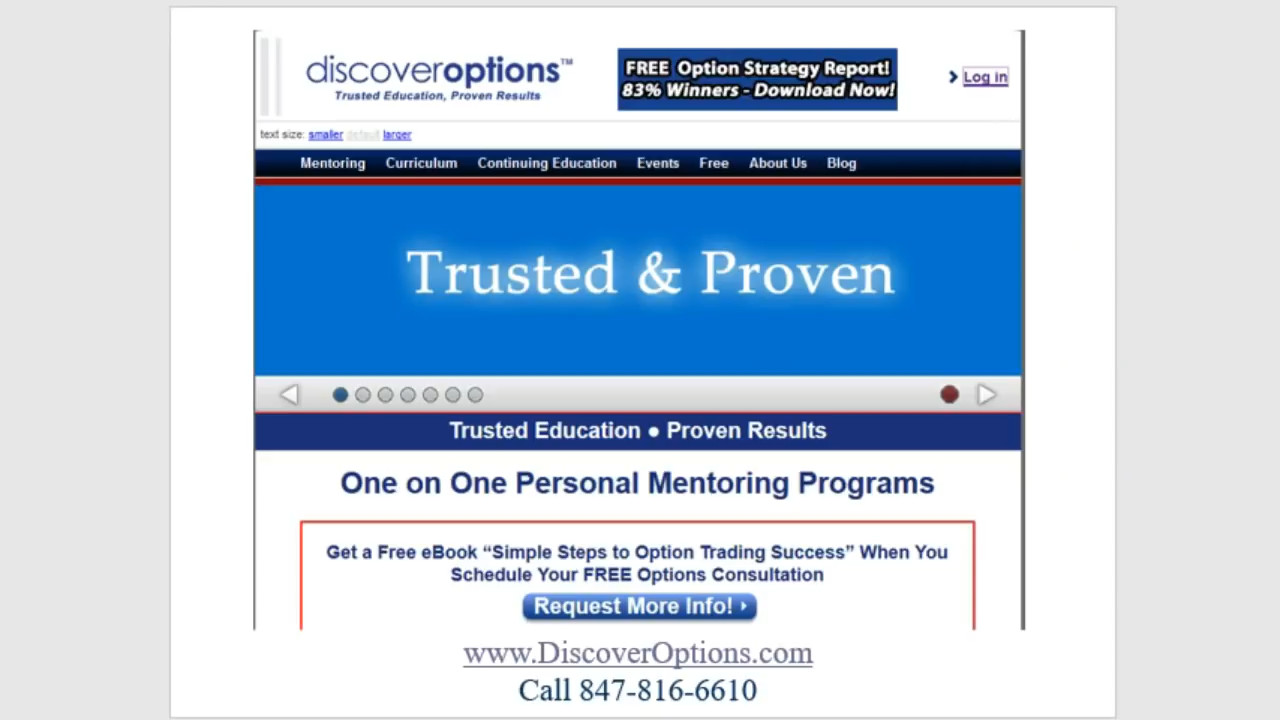 discoveroptions™
Trusted Education, Proven Results
FREE Option Strategy Report!
83% Winners - Download Now!
Log in
text size: smaller default larger
Mentoring Curriculum Continuing Education Events Free About Us Blog
Trusted & Proven
Trusted Education ● Proven Results
One on One Personal Mentoring Programs
Get a Free eBook “Simple Steps to Option Trading Success” When You
Schedule Your FREE Options Consultation
Request More Info!
www.DiscoverOptions.com
Call 847-816-6610